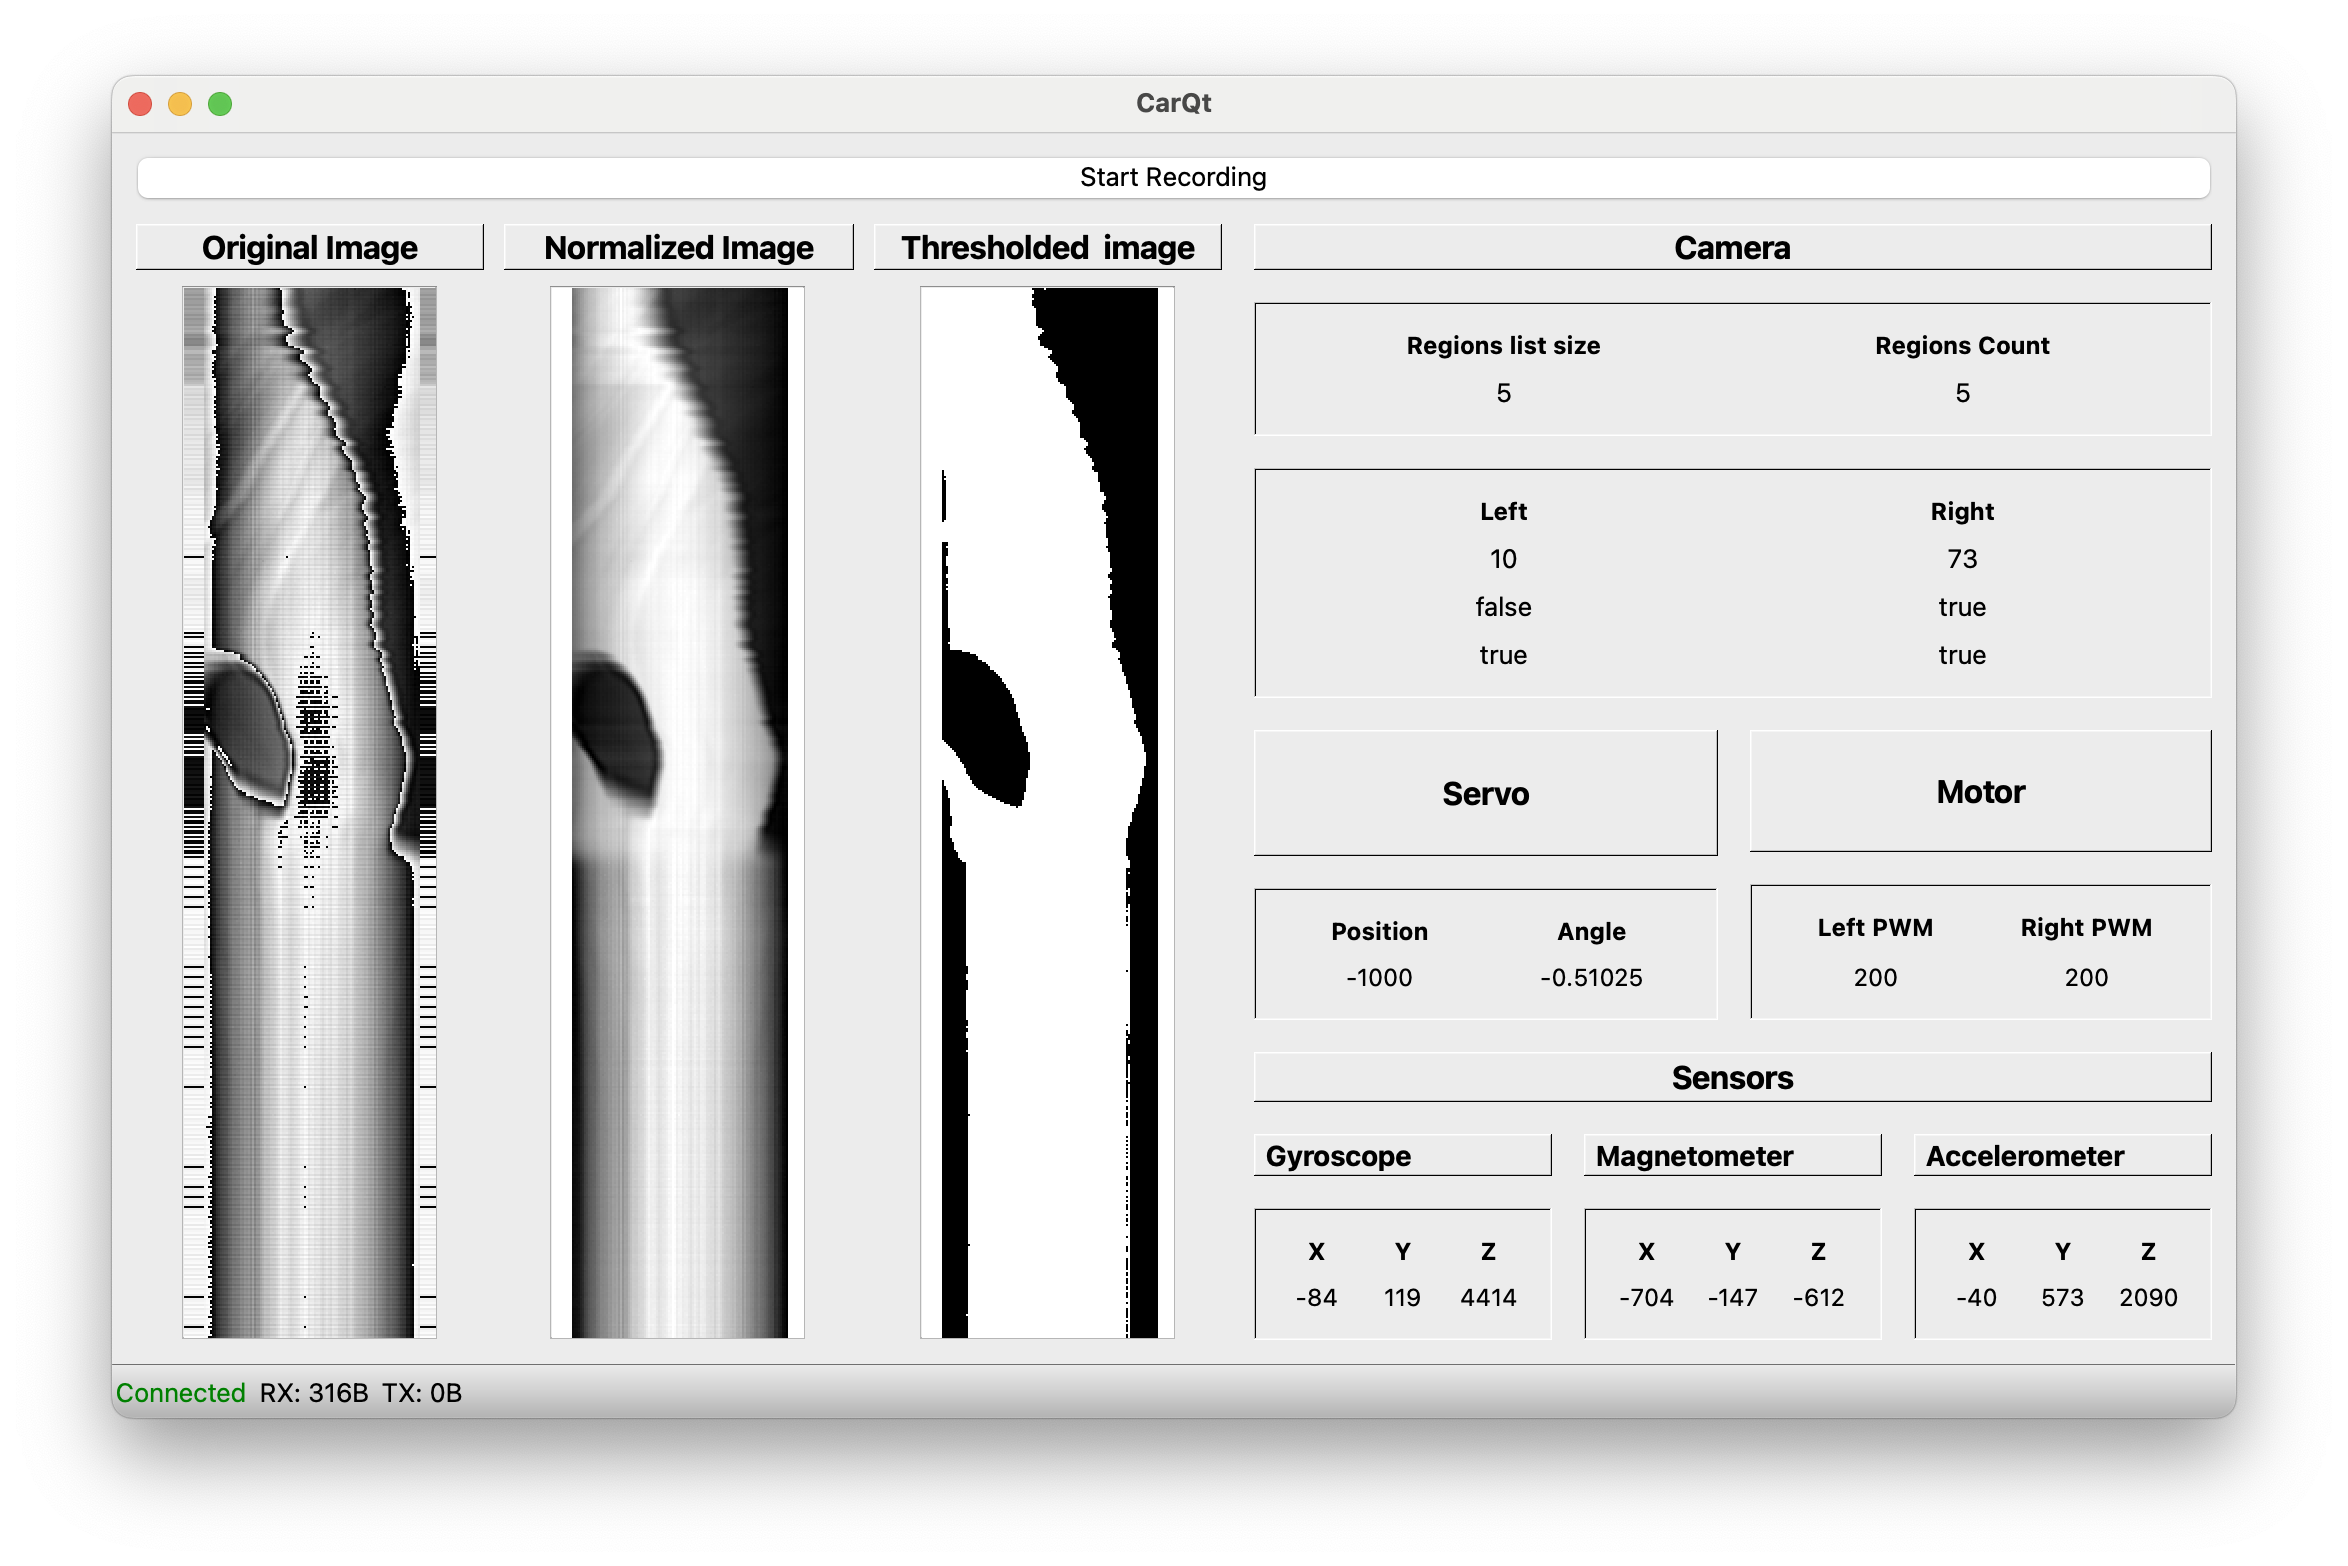 CarQt
Start Recording
Original Image
Normalized Image
Thresholded  image
Camera
Regions list size Regions Count
5 5
Left Right
10 73
false true
true true
Servo
Motor
Position Angle
-1000 -0.51025
Left PWM Right PWM
200 200
Sensors
Gyroscope
Magnetometer
Accelerometer
X Y Z
-84 119 4414
X Y Z
-704 -147 -612
X Y Z
-40 573 2090
Connected RX: 316B TX: 0B